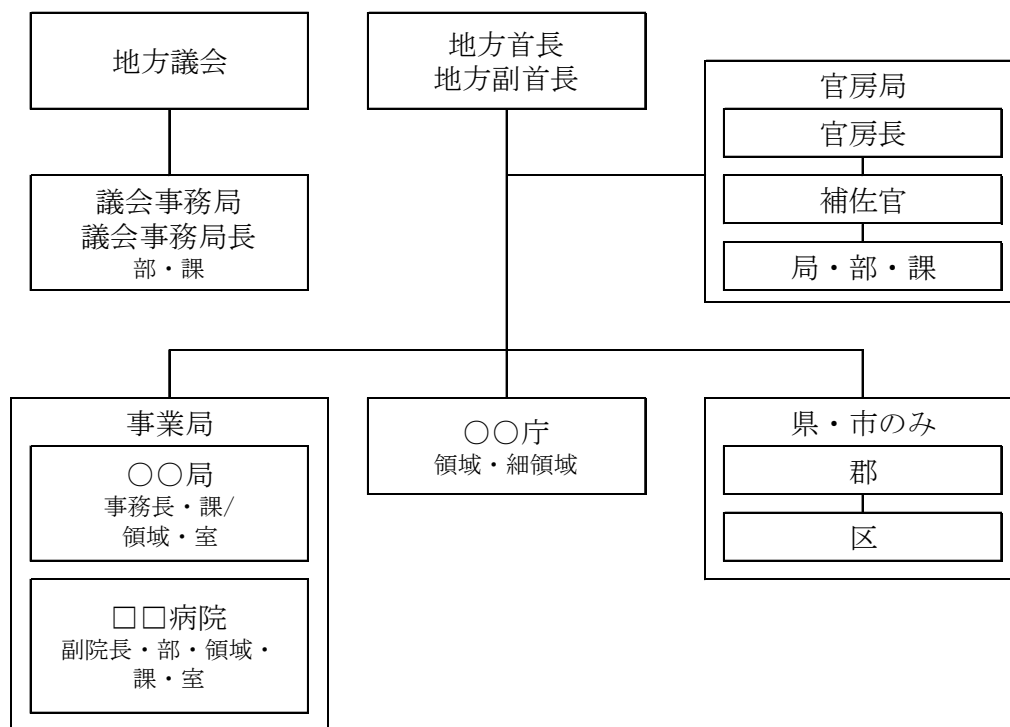 地方議会
地方首長
地方副首長
官房局
官房長
補佐官
局・部・課
議会事務局
議会事務局長
部・課
事業局
○○局
事務長・課/
領域・室
□□病院
副院長・部・領域・
課・室
○○庁
領域・細領域
県・市のみ
郡
区